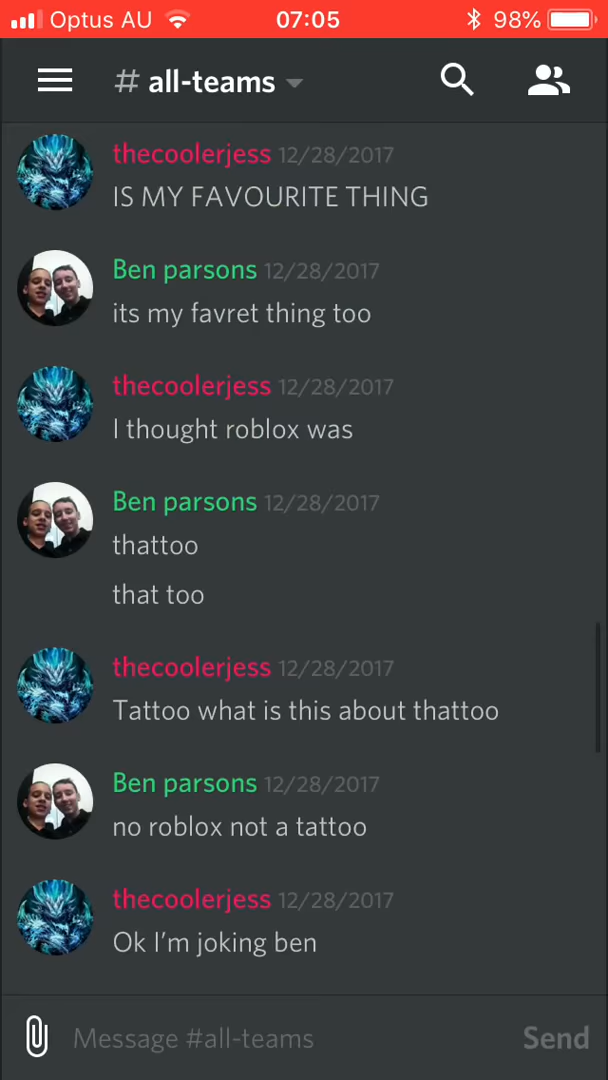 Optus AU 07:05 98%
# all-teams
thecoolerjess 12/28/2017
IS MY FAVOURITE THING
Ben parsons 12/28/2017
its my favret thing too
thecoolerjess 12/28/2017
I thought roblox was
Ben parsons 12/28/2017
thattoo
that too
thecoolerjess 12/28/2017
Tattoo what is this about thattoo
Ben parsons 12/28/2017
no roblox not a tattoo
thecoolerjess 12/28/2017
Ok I'm joking ben
Message #all-teams Send